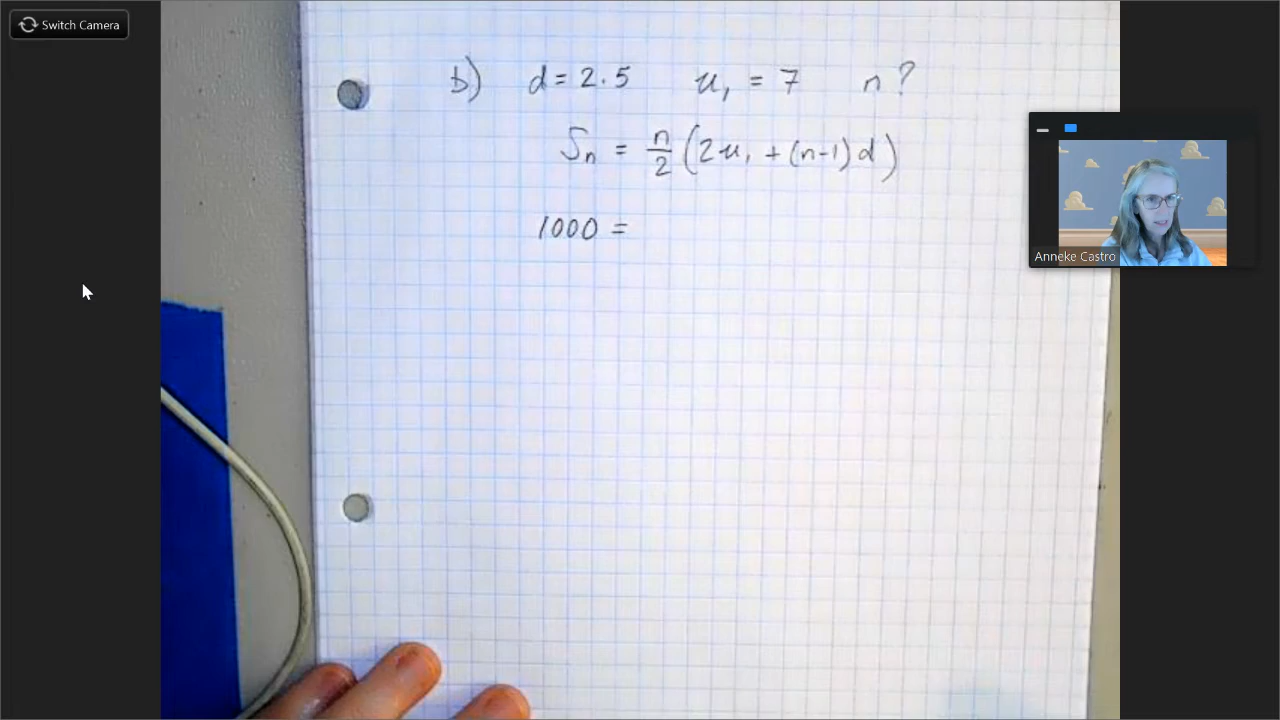 Switch Camera
b) d = 2.5 u₁ = 7 n ?
Sₙ = n/2 (2u₁ + (n-1) d)
1000 =
Anneke Castro